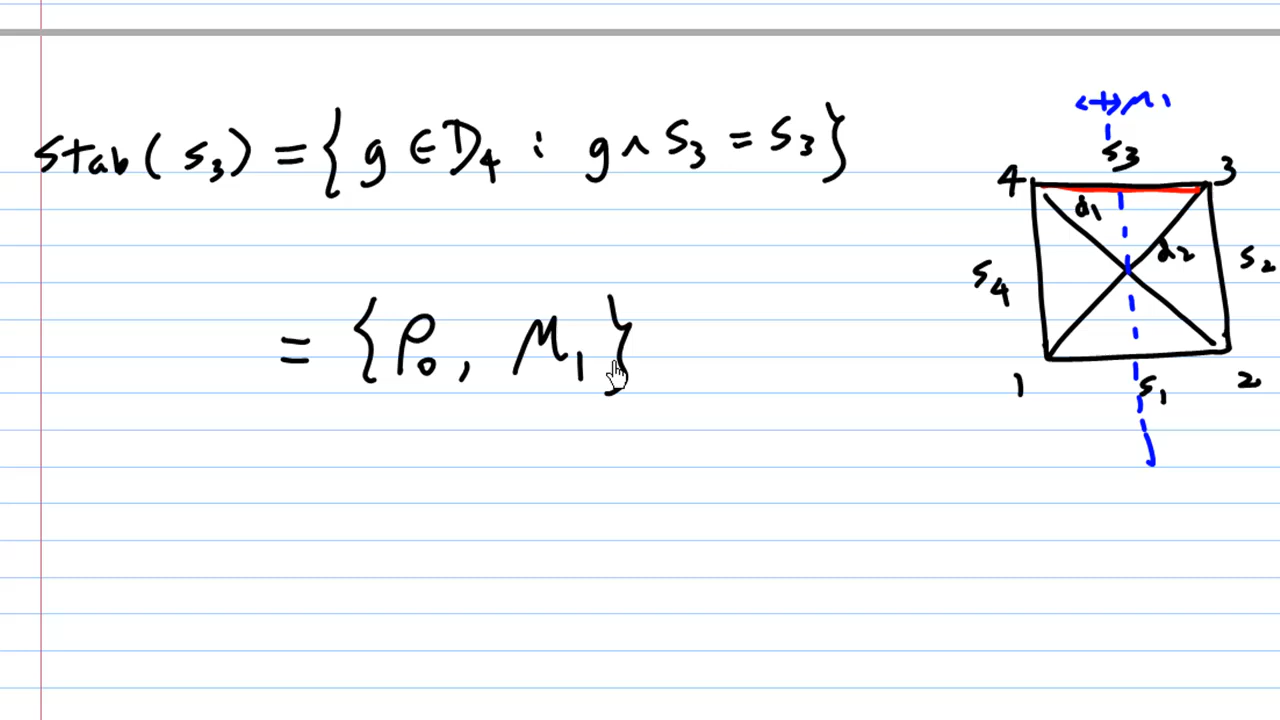 stab(s₃) = { g ∈ D₄ : g ∧ s₃ = s₃ }
= { ρ₀, μ₁ }
μ₁
s₃
4 3
d₁
d₂
s₄ s₂
1 s₁ 2